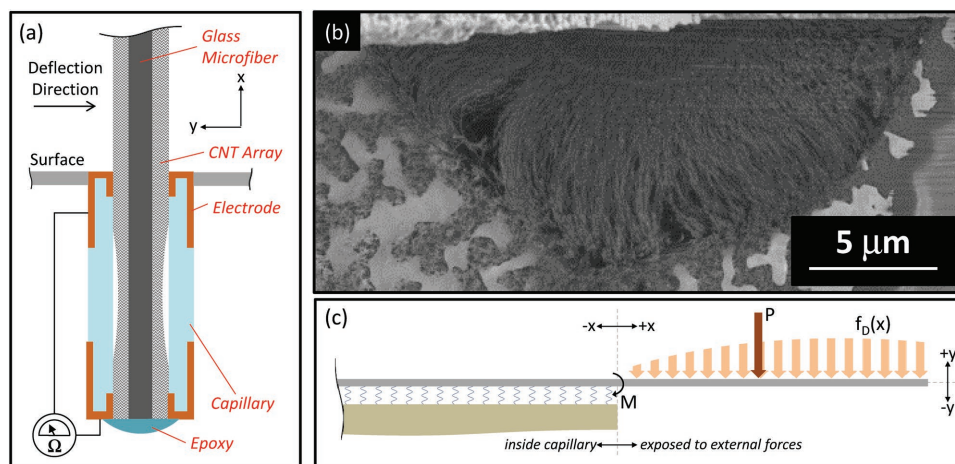 (a)
Glass
Microfiber
Deflection
Direction
x
y
CNT Array
Surface
Electrode
Capillary
Ω
Epoxy
(b)
5 μm
(c)
-x
+x
P
f_D(x)
+y
M
-y
inside capillary
exposed to external forces